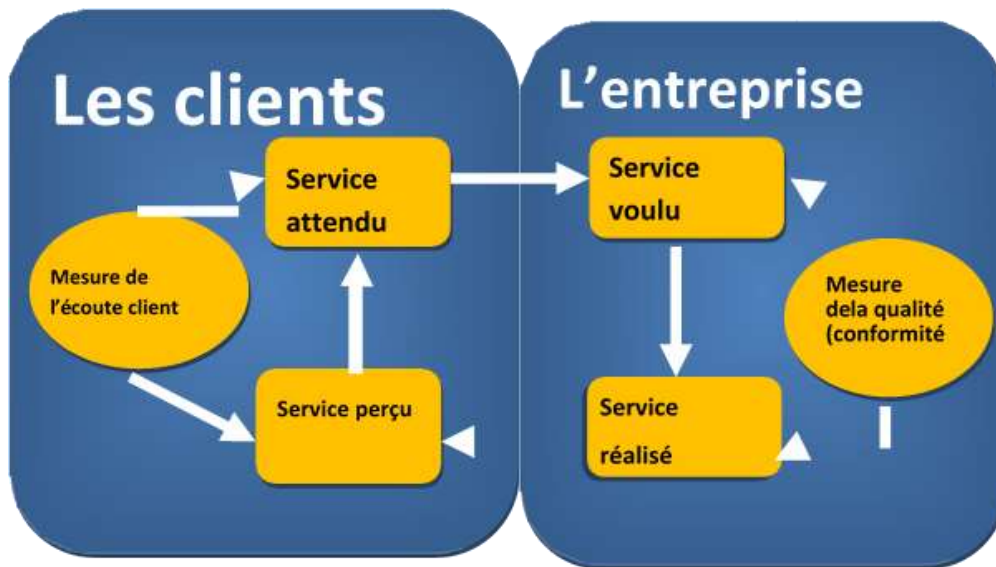 Les clients
Service
attendu
Mesure de
l'écoute client
Service perçu
L'entreprise
Service
voulu
Mesure
dela qualité
(conformité
Service
réalisé